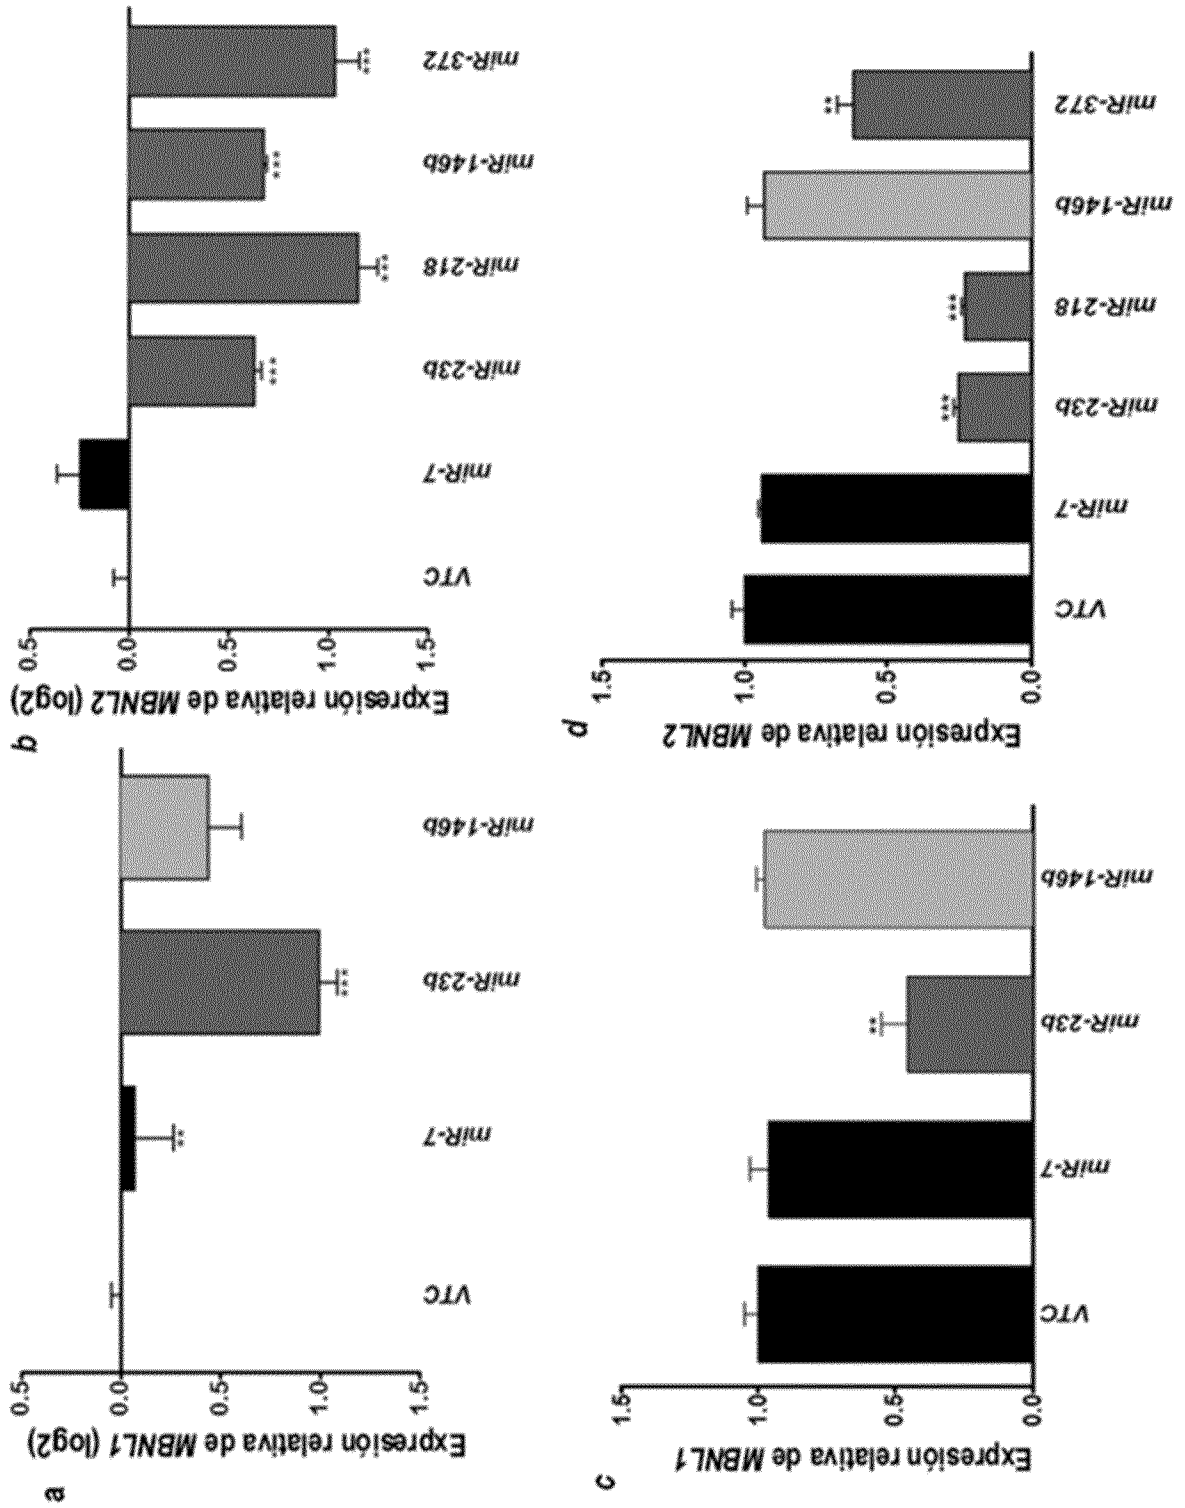 a
Expresión relativa de MBNL1 (log2)
0.5
0.0
0.5
1.0
1.5
**
***
VTC
miR-7
miR-23b
miR-146b
b
Expresión relativa de MBNL2 (log2)
0.5
0.0
0.5
1.0
1.5
***
***
***
***
VTC
miR-7
miR-23b
miR-218
miR-146b
miR-372
c
Expresión relativa de MBNL1
1.5
1.0
0.5
0.0
**
VTC
miR-7
miR-23b
miR-146b
d
Expresión relativa de MBNL2
1.5
1.0
0.5
0.0
***
***
**
VTC
miR-7
miR-23b
miR-218
miR-146b
miR-372